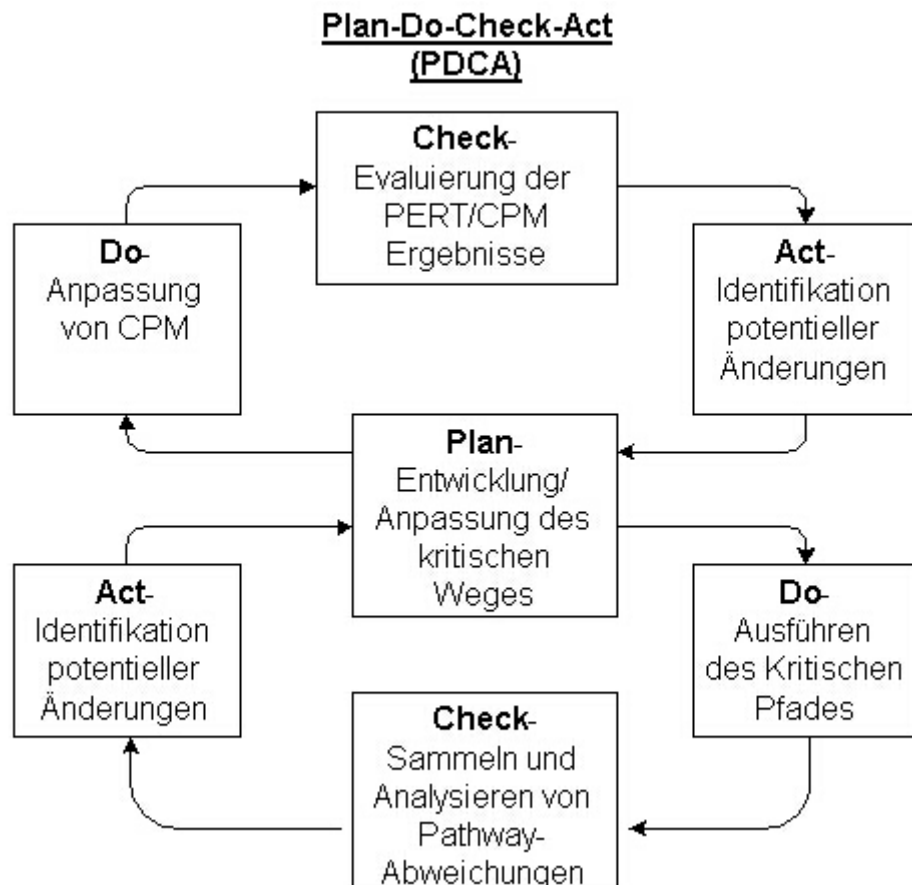 Plan-Do-Check-Act
(PDCA)
Check-
Evaluierung der
PERT/CPM
Ergebnisse
Do-
Anpassung
von CPM
Act-
Identifikation
potentieller
Änderungen
Plan-
Entwicklung/
Anpassung des
kritischen
Weges
Act-
Identifikation
potentieller
Änderungen
Do-
Ausführen
des Kritischen
Pfades
Check-
Sammeln und
Analysieren von
Pathway-
Abweichungen